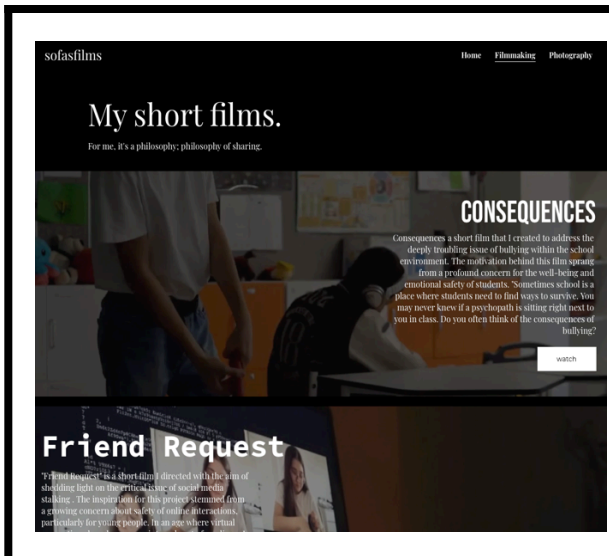 sofasfilms
Home Filmmaking Photography
My short films.
For me, it's a philosophy; philosophy of sharing.
CONSEQUENCES
Consequences a short film that I created to address the
deeply troubling issue of bullying within the school
environment. The motivation behind this film sprang
from a profound concern for the well-being and
emotional safety of students. "Sometimes school is a
place where students need to find ways to survive. You
may never knew if a psychopath is sitting right next to
you in class. Do you often think of the consequences of
bullying?
watch
Friend Request
"Friend Request" is a short film I directed with the aim of
shedding light on the critical issue of social media
stalking . The inspiration for this project stemmed from
a growing concern about safety of online interactions,
particularly for young people. In an age where virtual